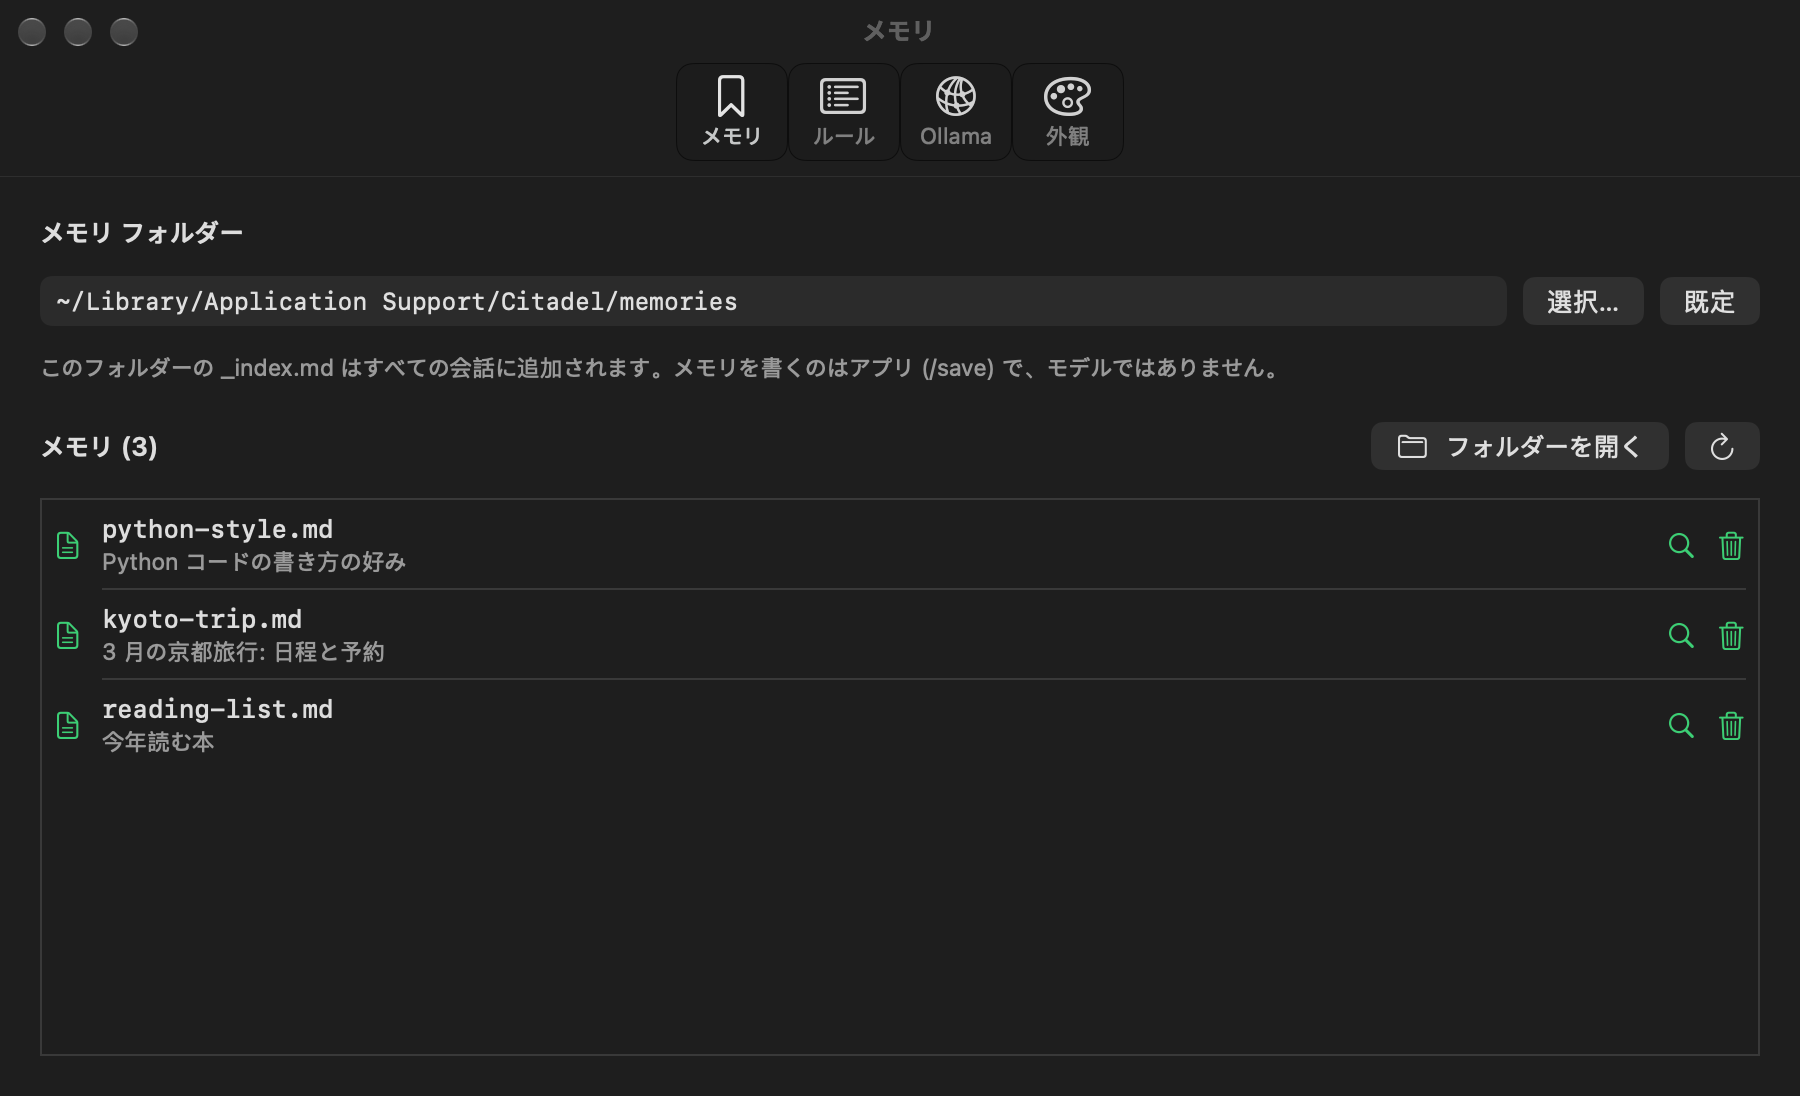 メモリ
メモリ ルール Ollama 外観
メモリ フォルダー
~/Library/Application Support/Citadel/memories 選択... 既定
このフォルダーの _index.md はすべての会話に追加されます。メモリを書くのはアプリ (/save) で、モデルではありません。
メモリ (3) フォルダーを開く
python-style.md
Python コードの書き方の好み
kyoto-trip.md
3 月の京都旅行: 日程と予約
reading-list.md
今年読む本